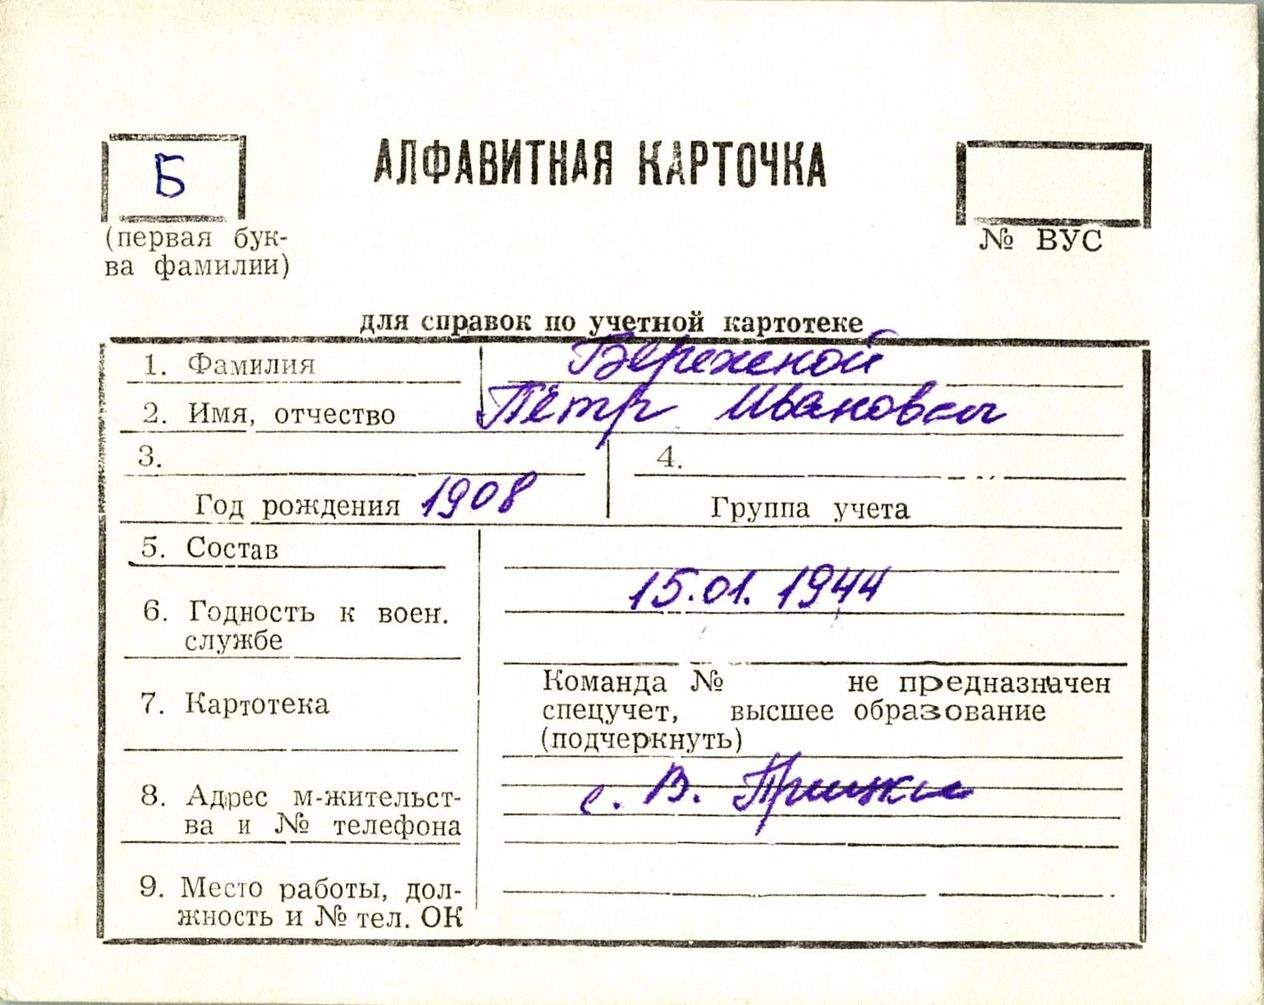 Б
АЛФАВИТНАЯ КАРТОЧКА
(первая бук-
ва фамилии)
№ ВУС
для справок по учетной картотеке
1. Фамилия Бережной
2. Имя, отчество Пётр Иванович
3. 4.
Год рождения 1908 Группа учета
5. Состав
15.01.1944
6. Годность к воен.
службе
7. Картотека
Команда № не предназначен
спецучет, высшее образование
(подчеркнуть)
8. Адрес м-жительст-
ва и № телефона
с. В. Прицки
9. Место работы, дол-
жность и № тел. ОК